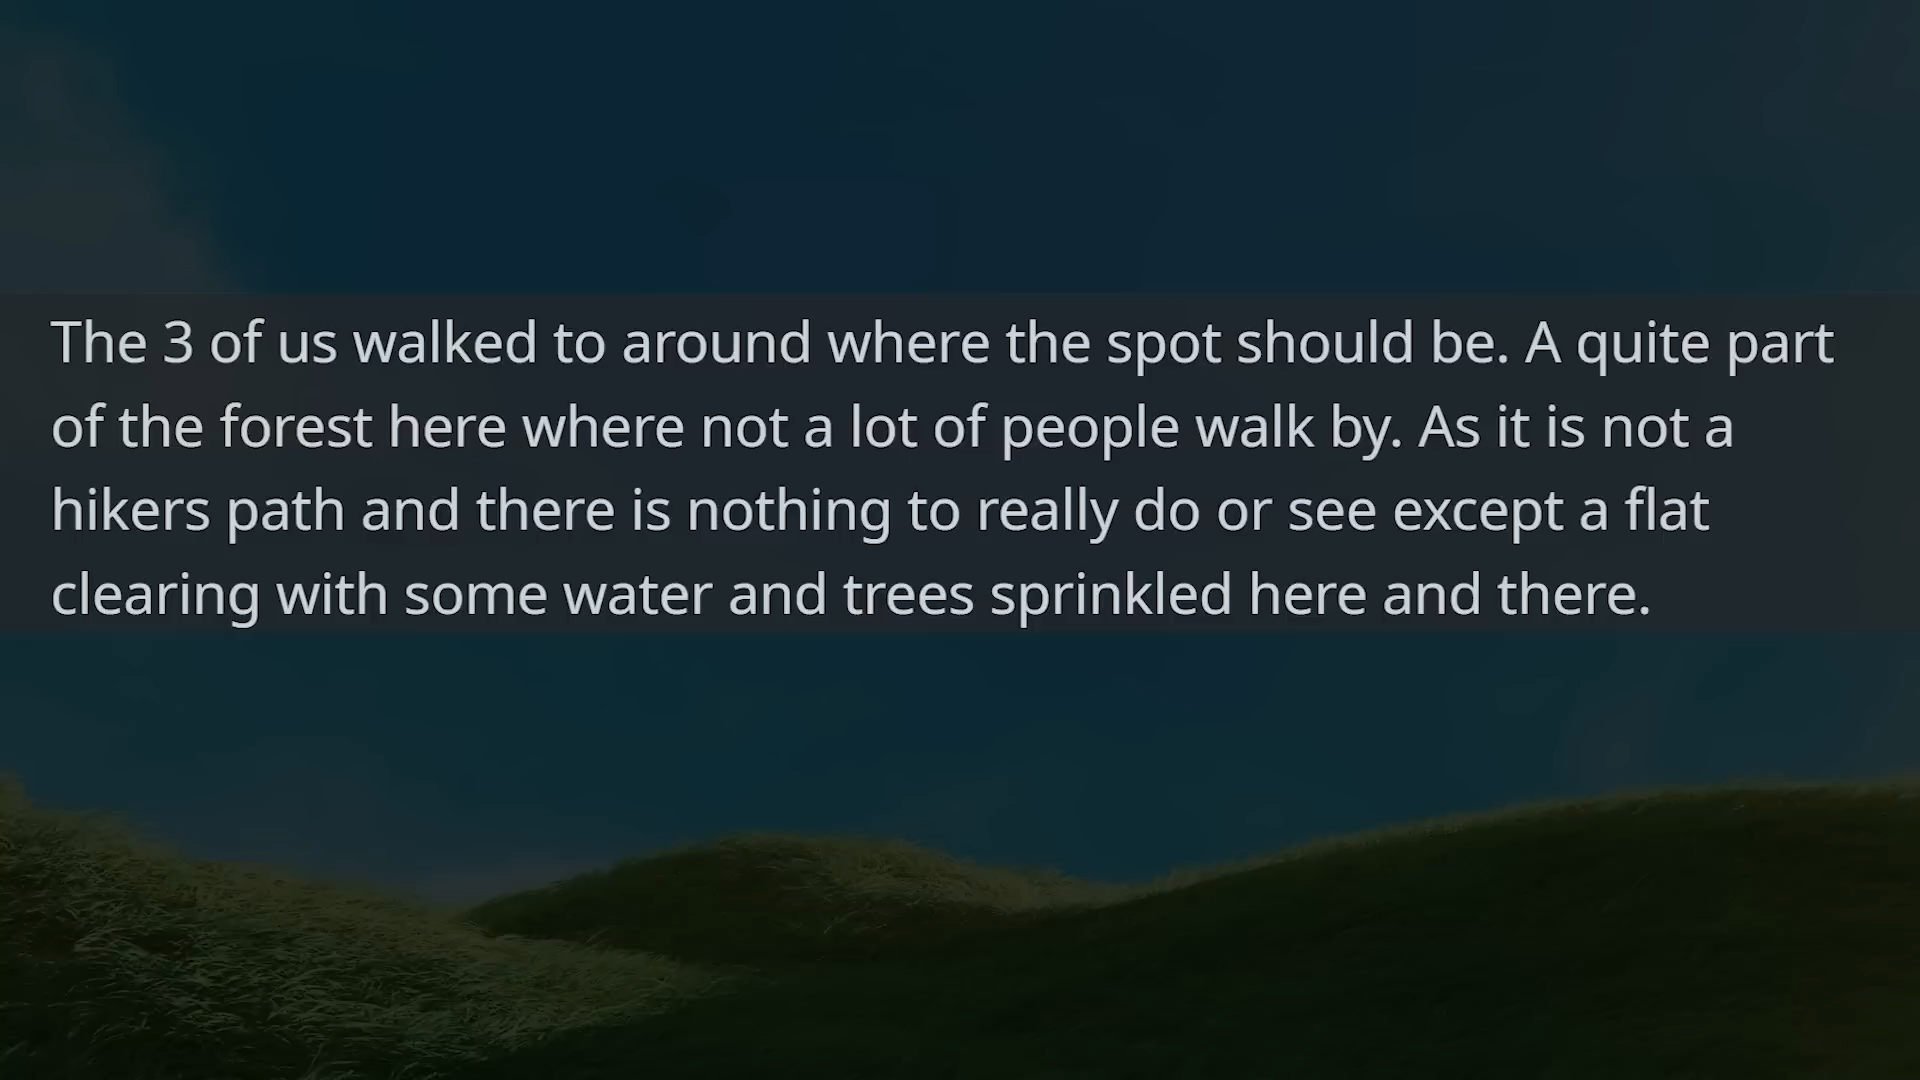 The 3 of us walked to around where the spot should be. A quite part
of the forest here where not a lot of people walk by. As it is not a
hikers path and there is nothing to really do or see except a flat
clearing with some water and trees sprinkled here and there.